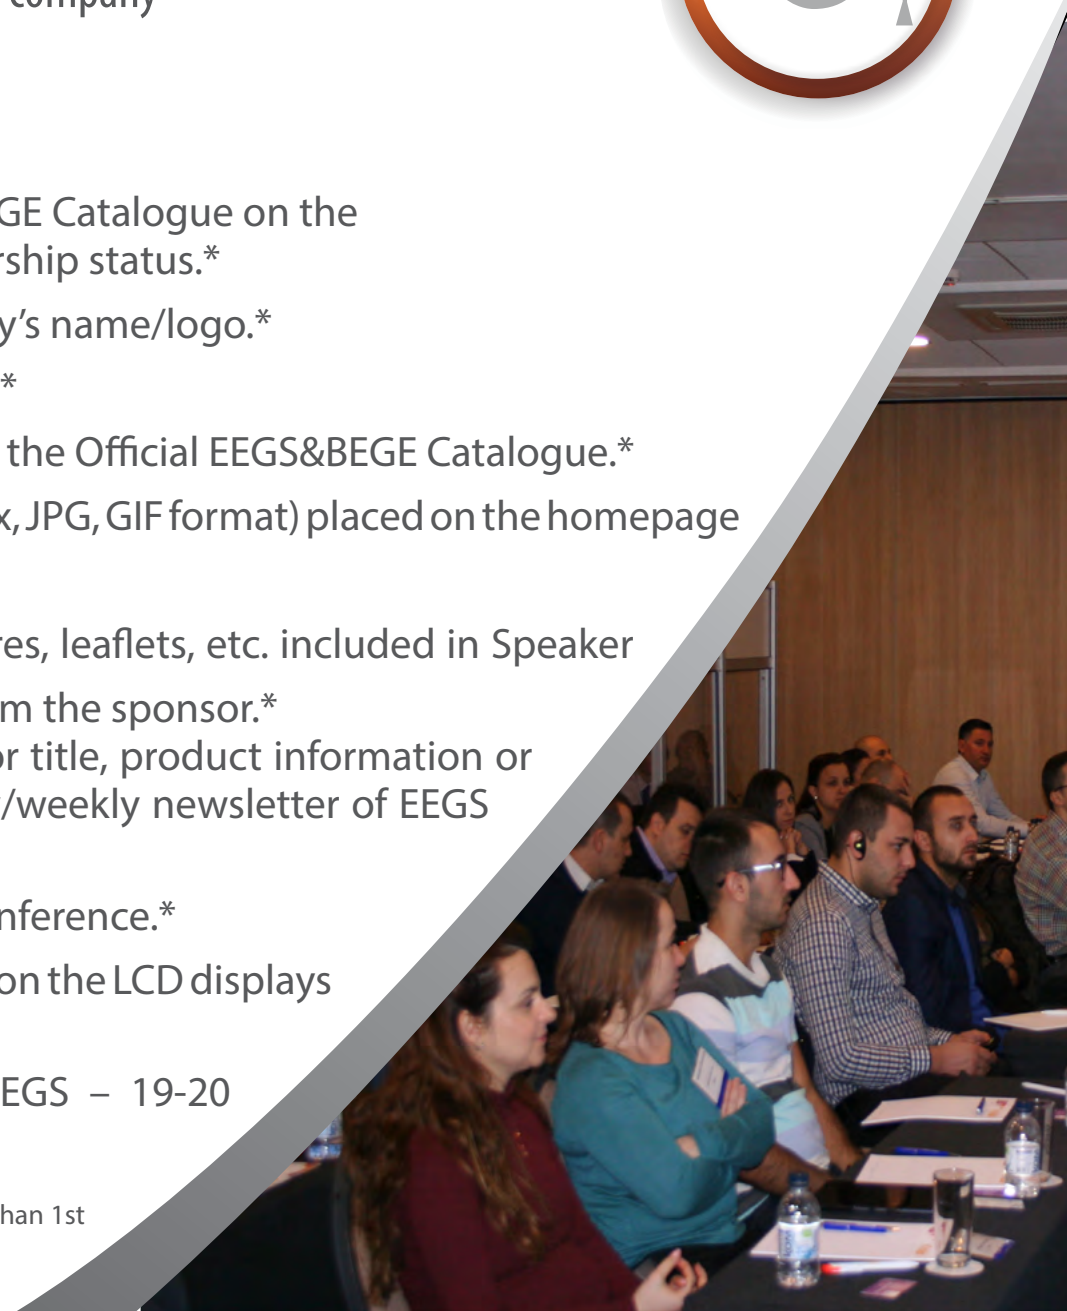 company
GE Catalogue on the
rship status.*
y’s name/logo.*
*
the Official EEGS&BEGE Catalogue.*
x, JPG, GIF format) placed on the homepage
res, leaflets, etc. included in Speaker
m the sponsor.*
or title, product information or
/weekly newsletter of EEGS
nference.*
on the LCD displays
EGS – 19-20
han 1st